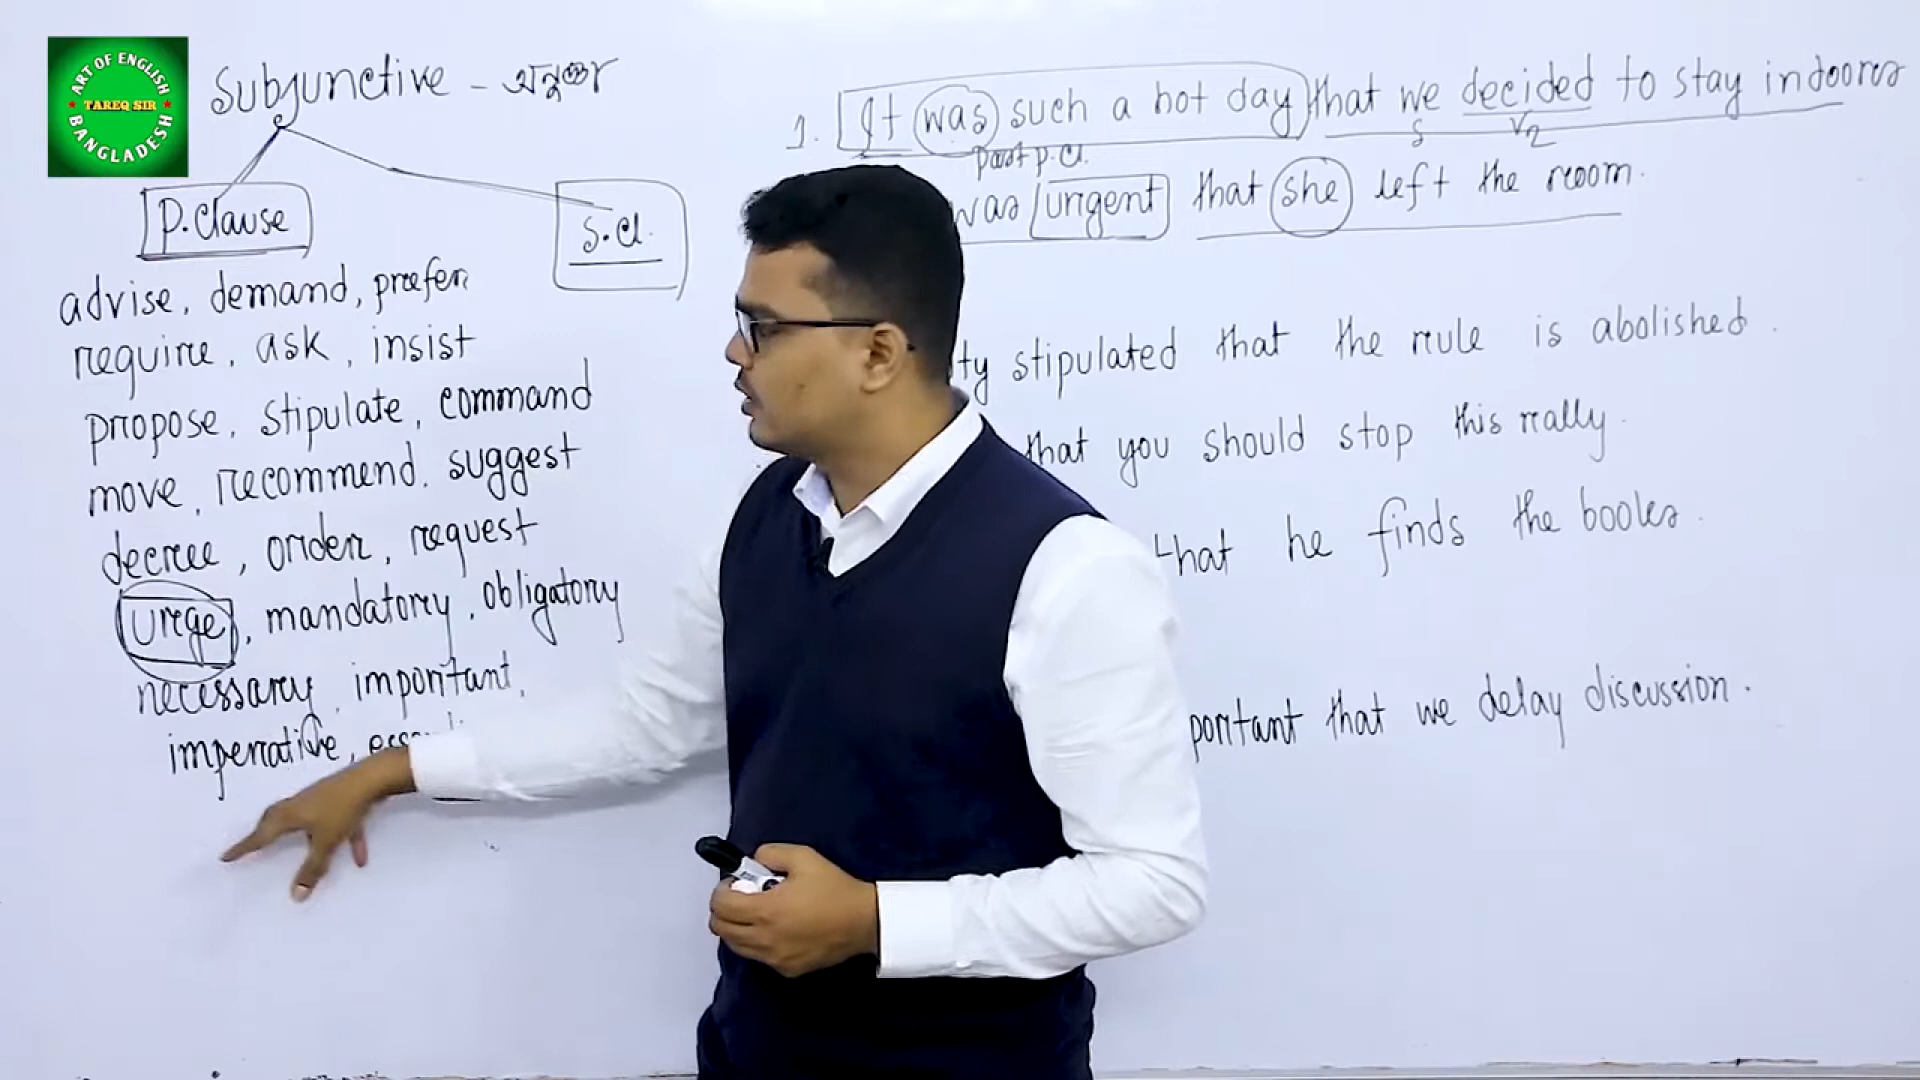 ART OF ENGLISH
TAREQ SIR
BANGLADESH
Subjunctive -
P. Clause
S. Cl.
advise, demand, prefer
require, ask, insist
propose, stipulate, command
move, recommend, suggest
decree, order, request
urge, mandatory, obligatory
necessary, important,
imperative,
1. It was such a hot day that we decided to stay indoors
past p. cl.
S
V2
was urgent that she left the room.
ty stipulated that the rule is abolished.
that you should stop this rally.
that he finds the books.
portant that we delay discussion.